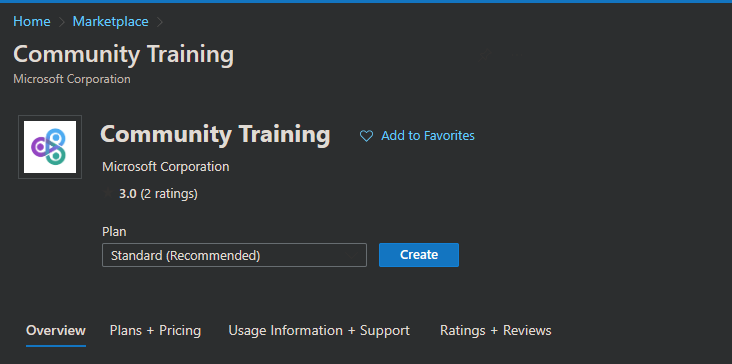 Home Marketplace
Community Training
Microsoft Corporation
Community Training Add to Favorites
Microsoft Corporation
3.0 (2 ratings)
Plan
Standard (Recommended) Create
Overview Plans + Pricing Usage Information + Support Ratings + Reviews